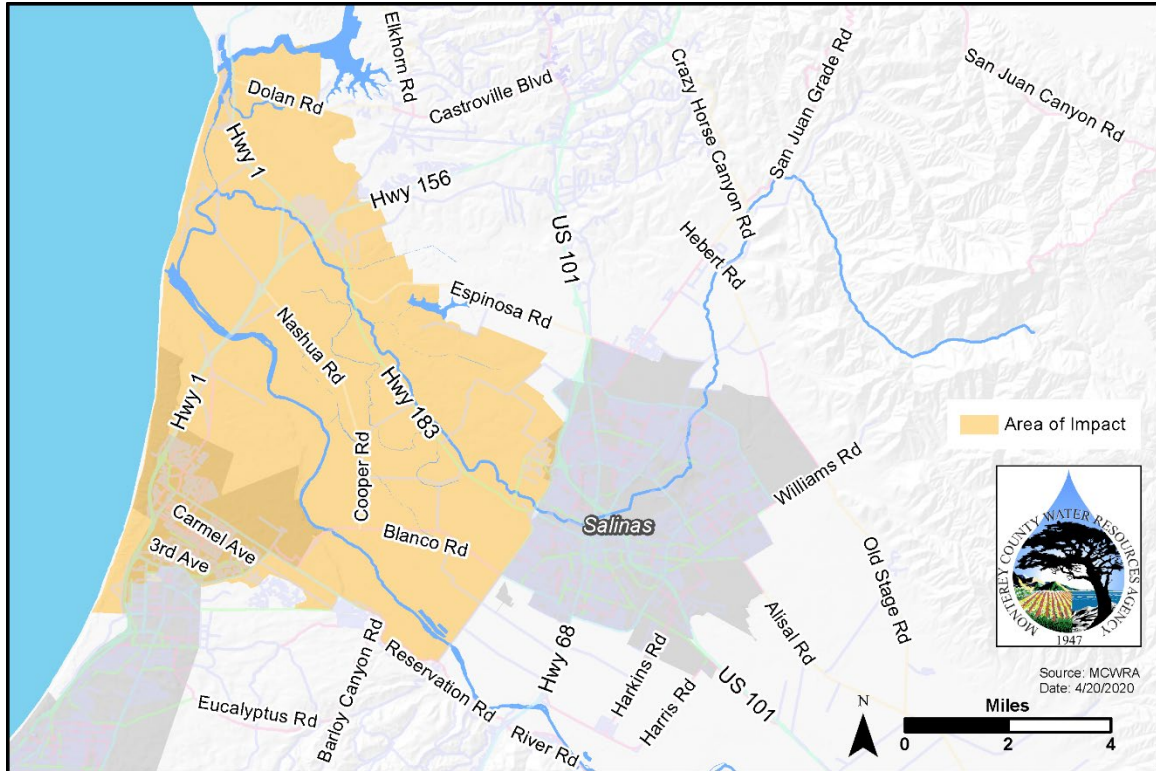 Elkhorn Rd
Dolan Rd
Castroville Blvd
Crazy Horse Canyon Rd
San Juan Grade Rd
San Juan Canyon Rd
Hwy 1
Hwy 156
US 101
Hebert Rd
Espinosa Rd
Nashua Rd
Hwy 1
Hwy 183
Cooper Rd
Area of Impact
Williams Rd
Salinas
Carmel Ave
3rd Ave
Blanco Rd
Old Stage Rd
MONTEREY COUNTY WATER RESOURCES AGENCY
1947
Alisal Rd
Hwy 68
Harkins Rd
Harris Rd
US 101
Barloy Canyon Rd
Reservation Rd
River Rd
Eucalyptus Rd
Source: MCWRA
Date: 4/20/2020
N
Miles
0 2 4